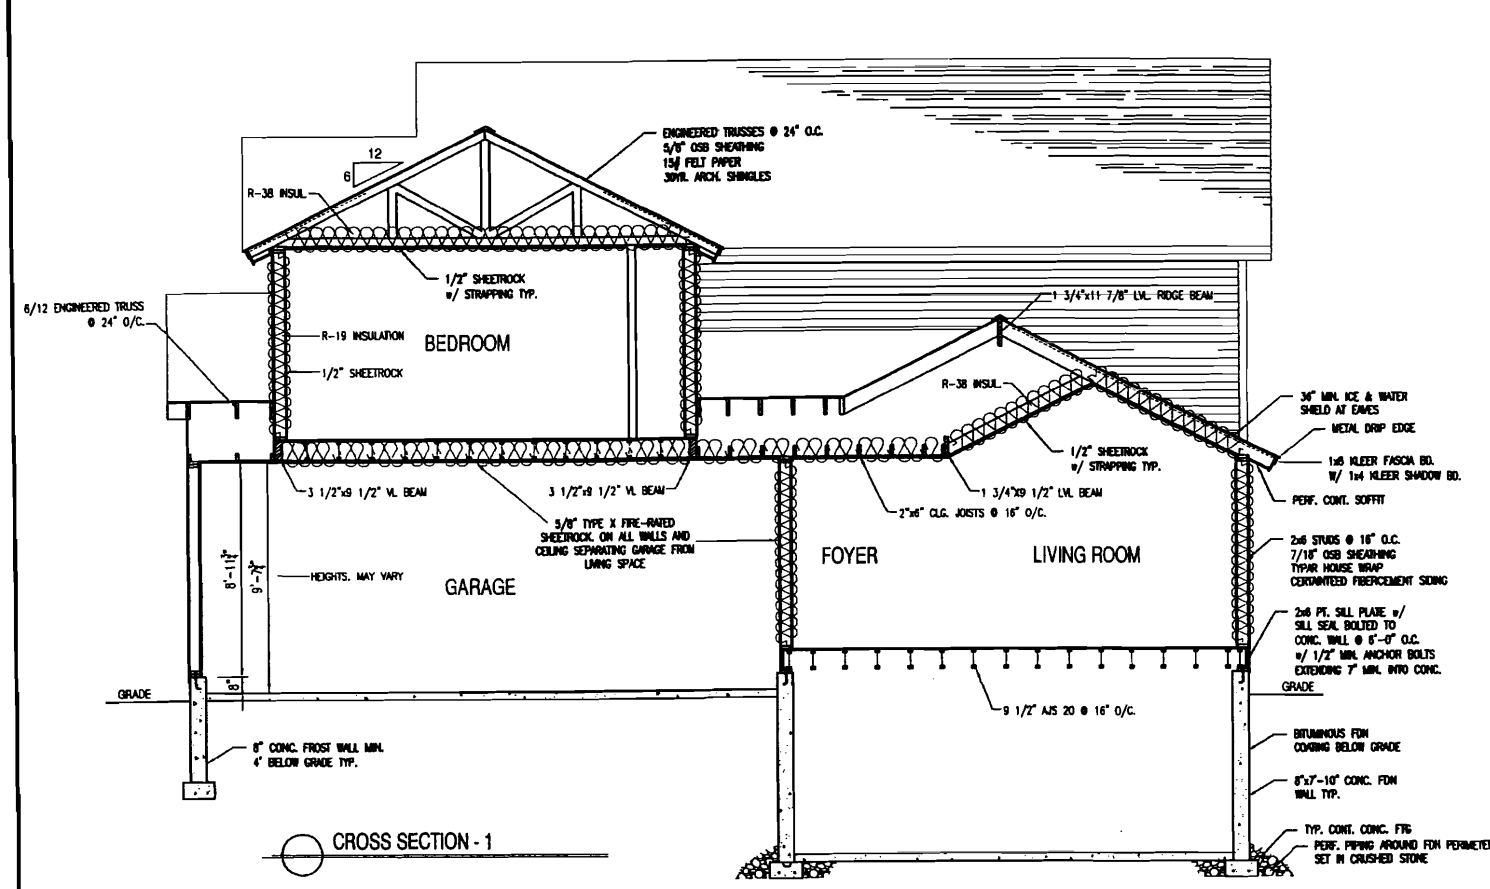 ENGINEERED TRUSSES @ 24" O.C.
5/8" OSB SHEATHING
15# FELT PAPER
30YR. ARCH. SHINGLES
12
6
R-38 INSUL.
1/2" SHEETROCK
w/ STRAPPING TYP.
6/12 ENGINEERED TRUSS
@ 24" O/C.
R-19 INSULATION
BEDROOM
1/2" SHEETROCK
1 3/4"x11 7/8" LVL RIDGE BEAM
R-38 INSUL.
36" MIN. ICE & WATER
SHIELD AT EAVES
METAL DRIP EDGE
1x6 KLEER FASCIA BD.
W/ 1x4 KLEER SHADOW BD.
PERF. CONT. SOFFIT
1/2" SHEETROCK
w/ STRAPPING TYP.
3 1/2"x9 1/2" VL BEAM
3 1/2"x9 1/2" VL BEAM
1 3/4"X9 1/2" LVL BEAM
2"x6" CLG. JOISTS @ 16" O/C.
5/8" TYPE X FIRE-RATED
SHEETROCK. ON ALL WALLS AND
CEILING SEPARATING GARAGE FROM
LIVING SPACE
FOYER
LIVING ROOM
2x6 STUDS @ 16" O.C.
7/16" OSB SHEATHING
TYPAR HOUSE WRAP
CERTAINTEED FIBERCEMENT SIDING
8'-11
9'-7
HEIGHTS. MAY VARY
GARAGE
2x6 PT. SILL PLATE w/
SILL SEAL BOLTED TO
CONC. WALL @ 6'-0" O.C.
w/ 1/2" MIN. ANCHOR BOLTS
EXTENDING 7" MIN. INTO CONC.
8"
GRADE
GRADE
9 1/2" AJS 20 @ 16" O/C.
8" CONC. FROST WALL MIN.
4' BELOW GRADE TYP.
BITUMINOUS FDN
COATING BELOW GRADE
8"x7'-10" CONC. FDN
WALL TYP.
CROSS SECTION - 1
TYP. CONT. CONC. FTG
PERF. PIPING AROUND FDN PERIMETE
SET IN CRUSHED STONE